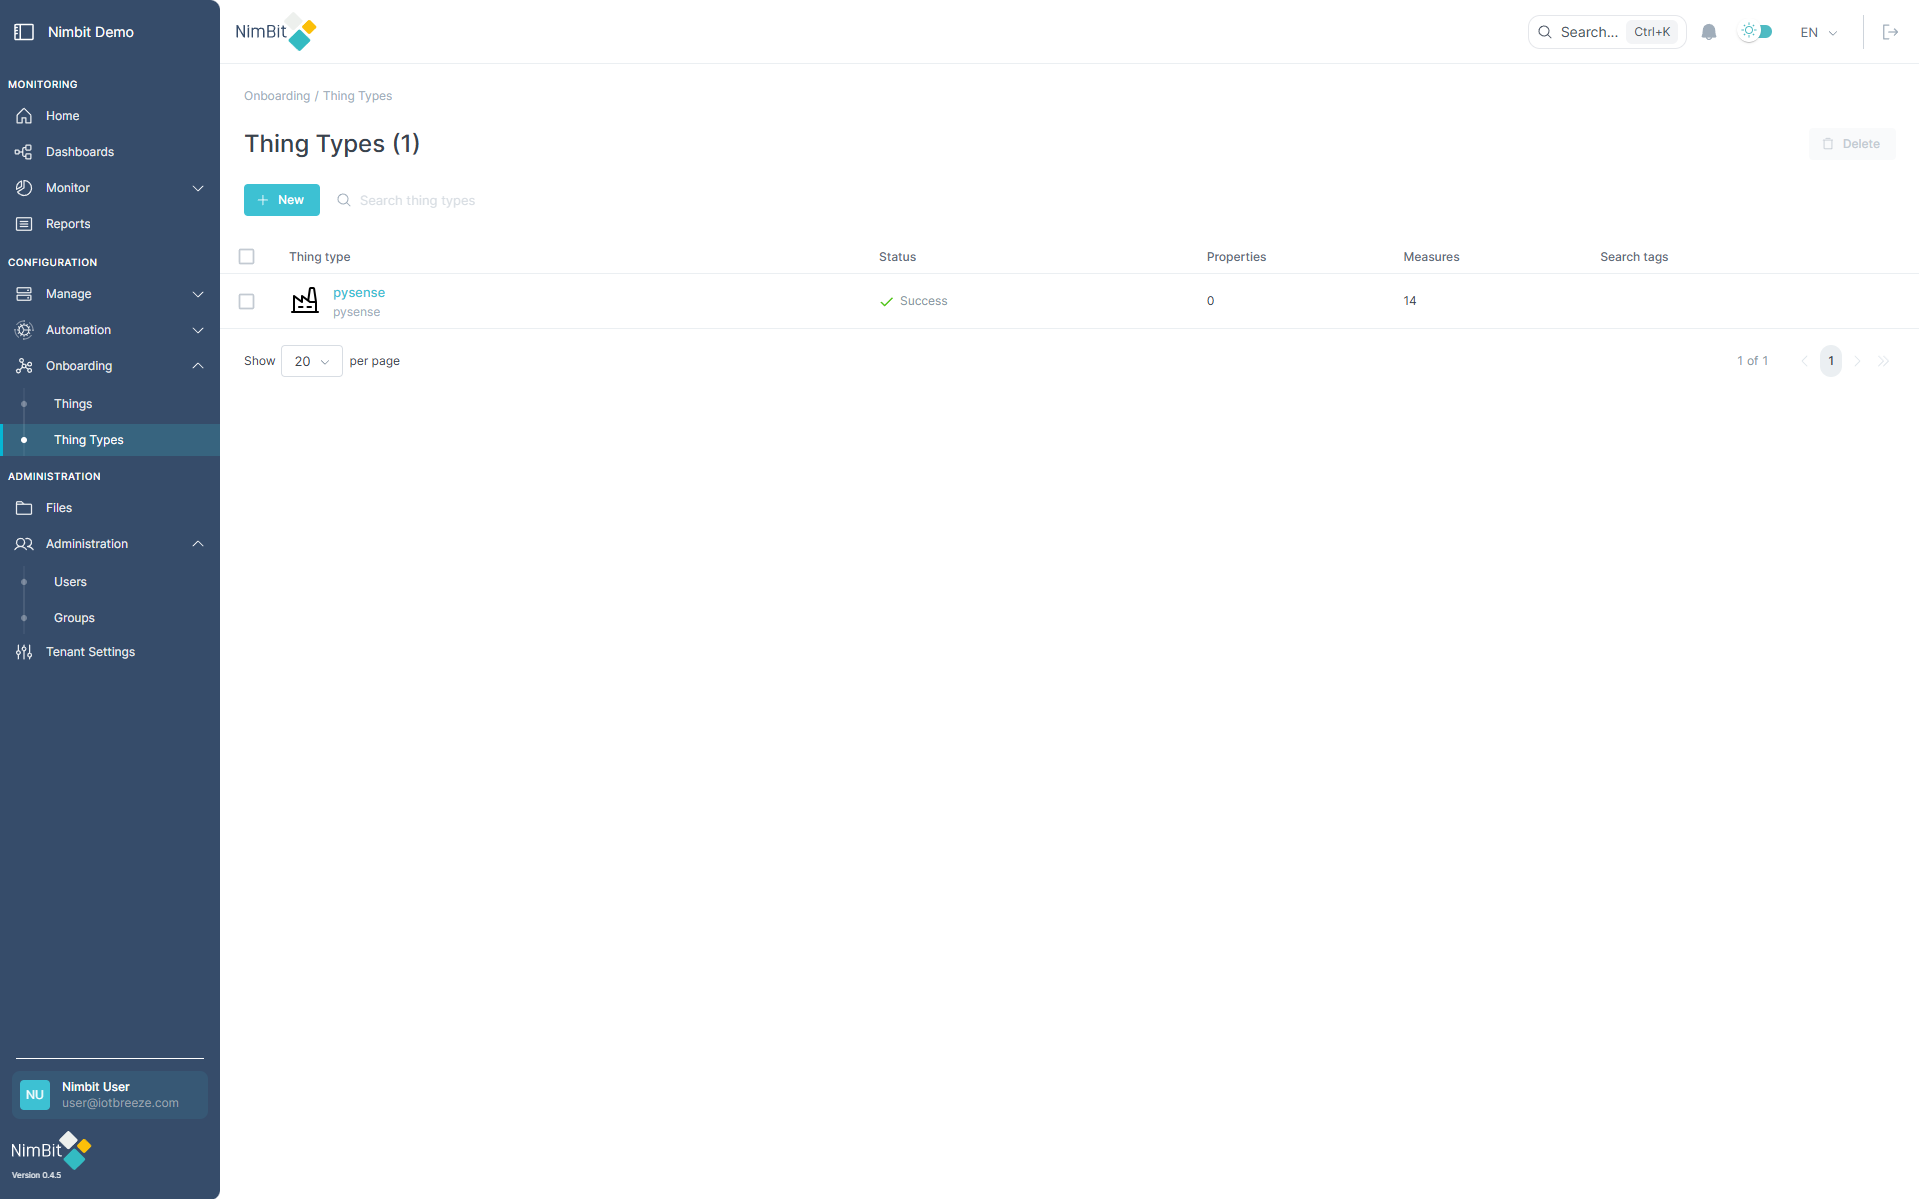 Nimbit Demo
MONITORING
Home
Dashboards
Monitor
Reports
CONFIGURATION
Manage
Automation
Onboarding
Things
Thing Types
ADMINISTRATION
Files
Administration
Users
Groups
Tenant Settings
NU
Nimbit User
user@iotbreeze.com
NimBit
Version 0.4.5
NimBit
Search... Ctrl+K
EN
Onboarding / Thing Types
Thing Types (1)
Delete
New
Search thing types
Thing type Status Properties Measures Search tags
pysense
pysense
Success 0 14
Show 20 per page
1 of 1
1